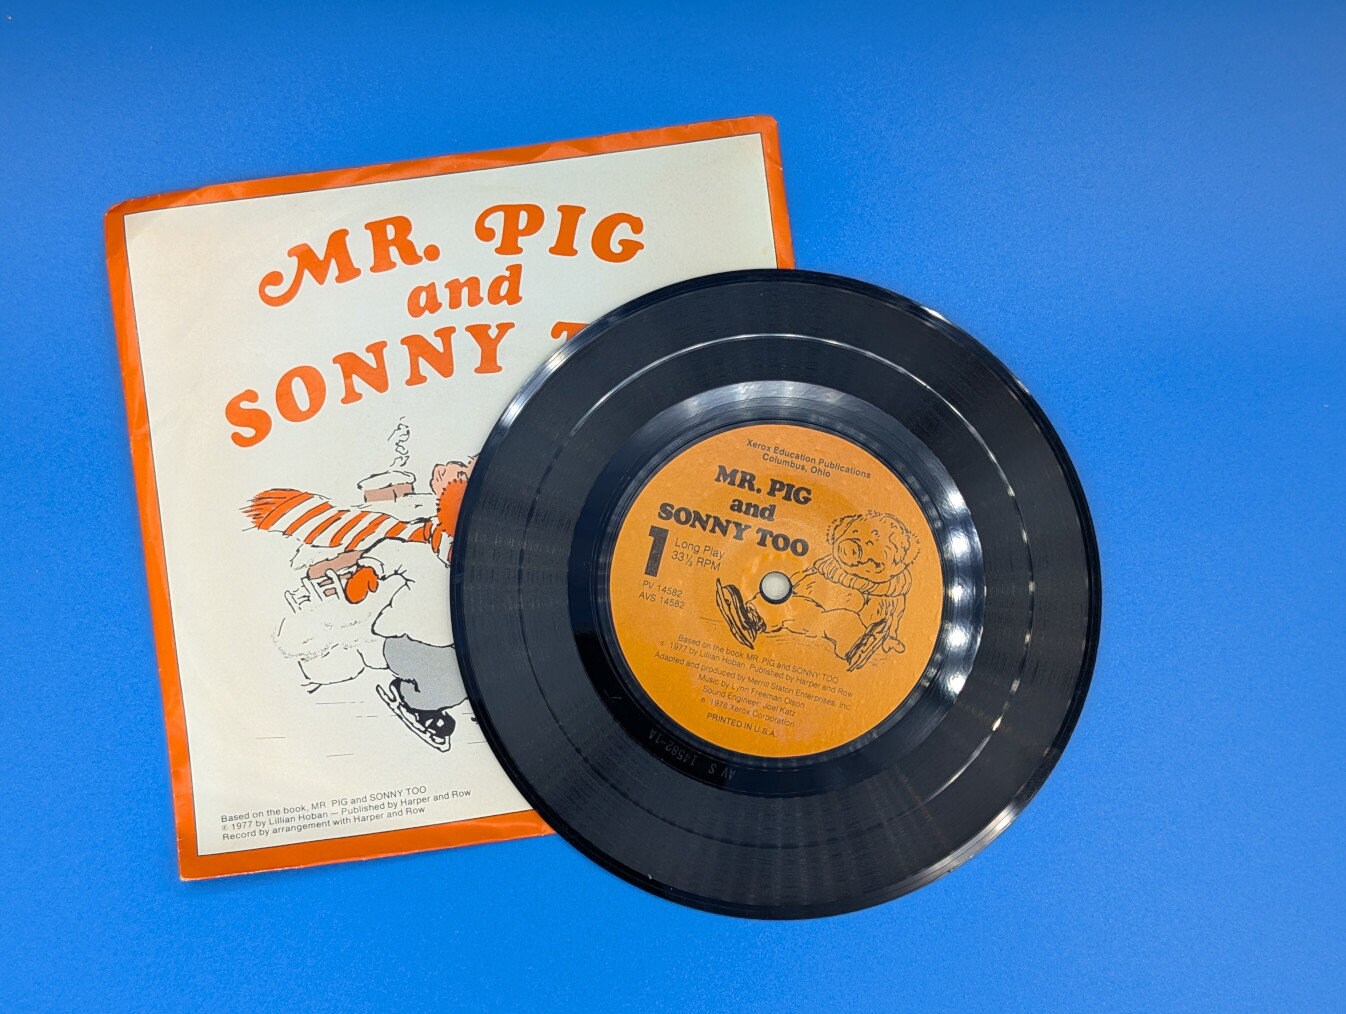 MR. PIG
and
SONNY T
Based on the book, MR. PIG and SONNY TOO
© 1977 by Lillian Hoban — Published by Harper and Row
Record by arrangement with Harper and Row
Xerox Education Publications
Columbus, Ohio
MR. PIG
and
SONNY TOO
1
Long Play
33⅓ RPM
PV 14582
AVS 14582
Based on the book, MR. PIG and SONNY TOO
© 1977 by Lillian Hoban. Published by Harper and Row
Adapted and produced by Merrill Staton Enterprises, Inc.
Music by Lynn Freeman Olson
Sound Engineer: Joel Katz
℗ 1978 Xerox Corporation
PRINTED IN U.S.A.
AV S 14582-1A